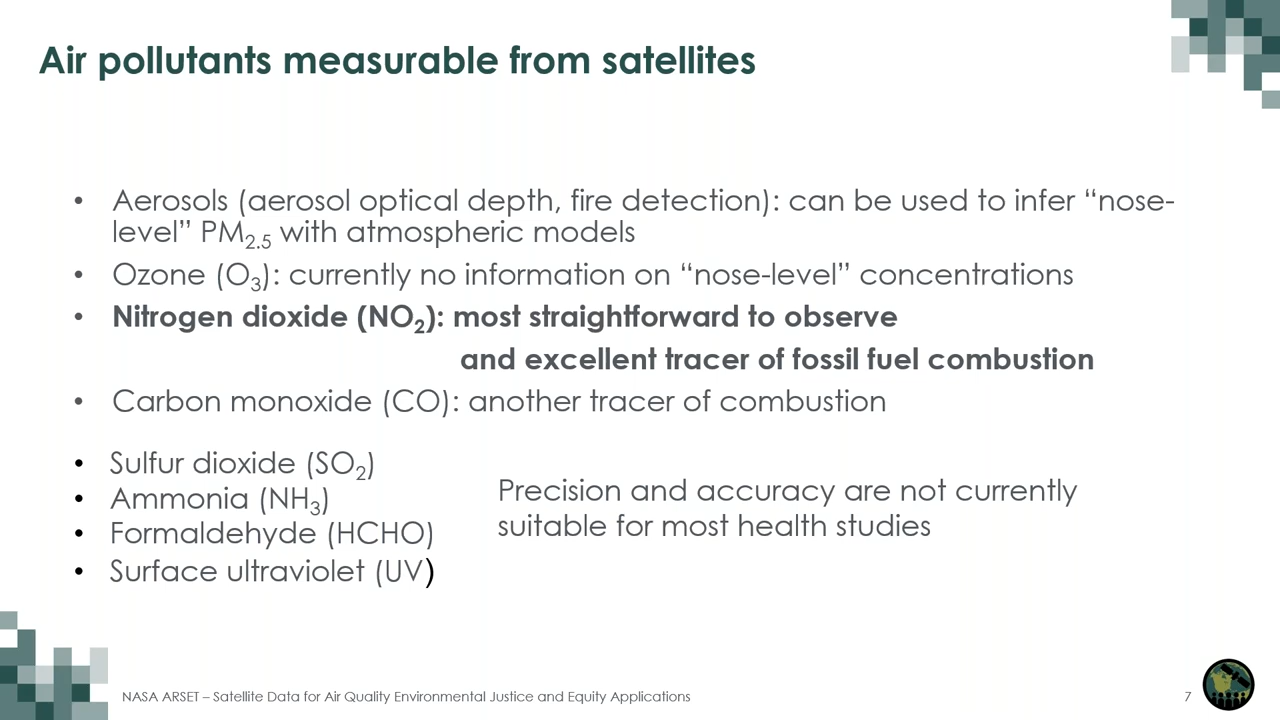 Air pollutants measurable from satellites
• Aerosols (aerosol optical depth, fire detection): can be used to infer “nose-
level” PM2.5 with atmospheric models
• Ozone (O3): currently no information on “nose-level” concentrations
• Nitrogen dioxide (NO2): most straightforward to observe
and excellent tracer of fossil fuel combustion
• Carbon monoxide (CO): another tracer of combustion
• Sulfur dioxide (SO2)
• Ammonia (NH3)
• Formaldehyde (HCHO)
• Surface ultraviolet (UV)
Precision and accuracy are not currently
suitable for most health studies
NASA ARSET – Satellite Data for Air Quality Environmental Justice and Equity Applications
7